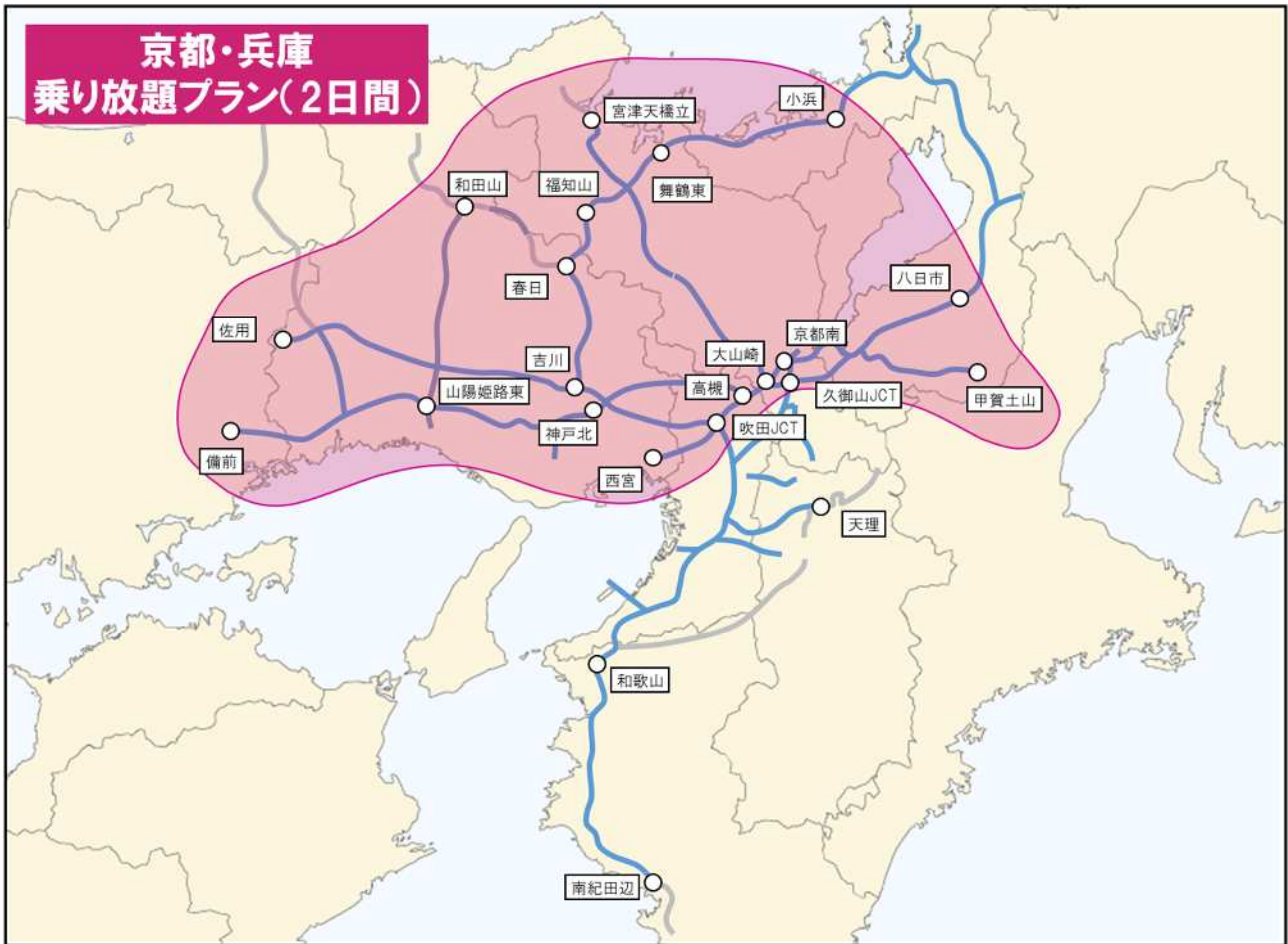 京都・兵庫
乗り放題プラン(2日間)
宮津天橋立
小浜
和田山
福知山
舞鶴東
春日
八日市
佐用
京都南
大山崎
吉川
高槻
山陽姫路東
久御山JCT
甲賀土山
神戸北
吹田JCT
備前
西宮
天理
和歌山
南紀田辺